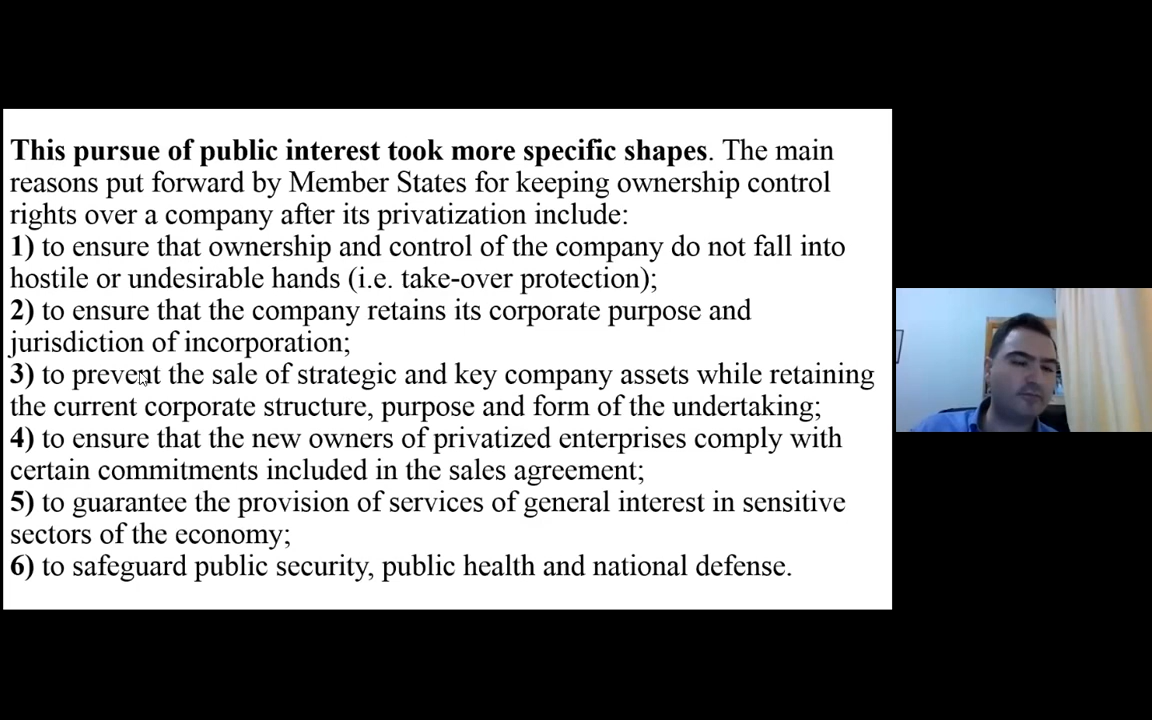 This pursue of public interest took more specific shapes. The main
reasons put forward by Member States for keeping ownership control
rights over a company after its privatization include:
1) to ensure that ownership and control of the company do not fall into
hostile or undesirable hands (i.e. take-over protection);
2) to ensure that the company retains its corporate purpose and
jurisdiction of incorporation;
3) to prevent the sale of strategic and key company assets while retaining
the current corporate structure, purpose and form of the undertaking;
4) to ensure that the new owners of privatized enterprises comply with
certain commitments included in the sales agreement;
5) to guarantee the provision of services of general interest in sensitive
sectors of the economy;
6) to safeguard public security, public health and national defense.